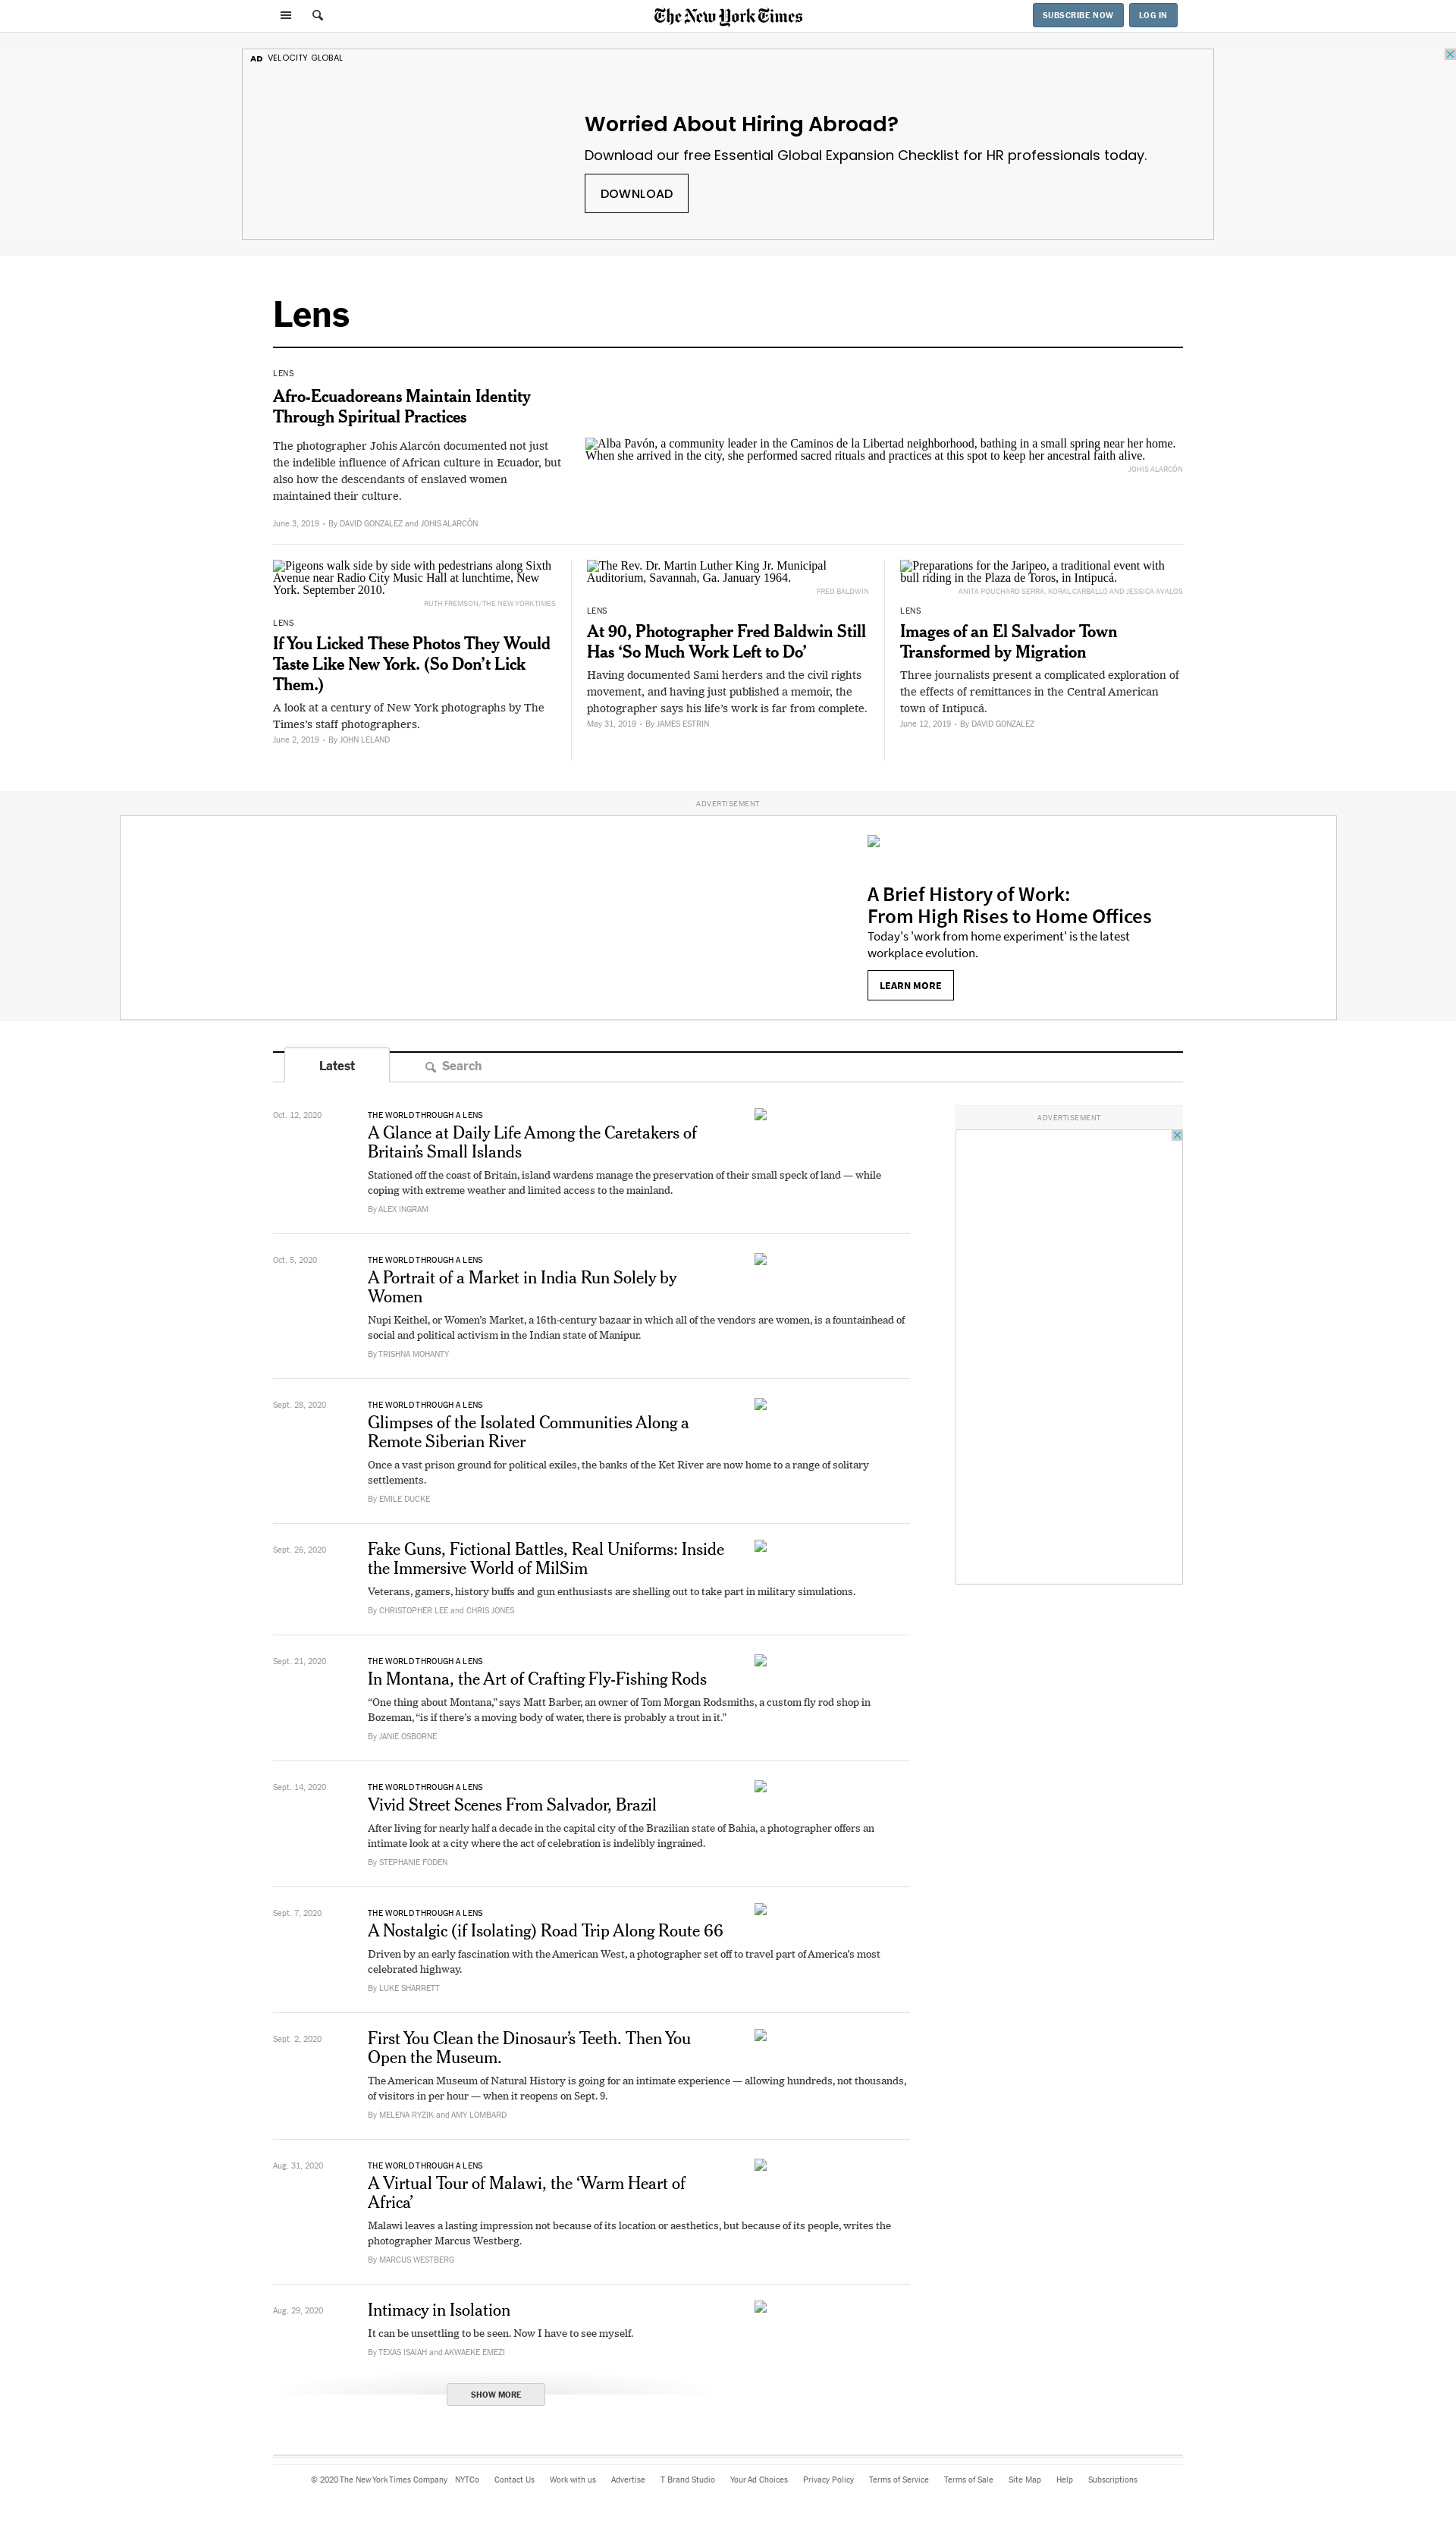 The New York Times
SUBSCRIBE NOW
LOG IN
AD VELOCITY GLOBAL
Worried About Hiring Abroad?
Download our free Essential Global Expansion Checklist for HR professionals today.
DOWNLOAD
Lens
LENS
Afro-Ecuadoreans Maintain Identity
Through Spiritual Practices
The photographer Johis Alarcón documented not just
the indelible influence of African culture in Ecuador, but
also how the descendants of enslaved women
maintained their culture.
June 3, 2019 • By DAVID GONZALEZ and JOHIS ALARCÓN
Alba Pavón, a community leader in the Caminos de la Libertad neighborhood, bathing in a small spring near her home.
When she arrived in the city, she performed sacred rituals and practices at this spot to keep her ancestral faith alive.
JOHIS ALARCÓN
Pigeons walk side by side with pedestrians along Sixth
Avenue near Radio City Music Hall at lunchtime, New
York. September 2010.
RUTH FREMSON/THE NEW YORK TIMES
LENS
If You Licked These Photos They Would
Taste Like New York. (So Don’t Lick
Them.)
A look at a century of New York photographs by The
Times’s staff photographers.
June 2, 2019 • By JOHN LELAND
The Rev. Dr. Martin Luther King Jr. Municipal
Auditorium, Savannah, Ga. January 1964.
FRED BALDWIN
LENS
At 90, Photographer Fred Baldwin Still
Has ‘So Much Work Left to Do’
Having documented Sami herders and the civil rights
movement, and having just published a memoir, the
photographer says his life’s work is far from complete.
May 31, 2019 • By JAMES ESTRIN
Preparations for the Jaripeo, a traditional event with
bull riding in the Plaza de Toros, in Intipucá.
ANITA POUCHARD SERRA, KORAL CARBALLO AND JESSICA AVALOS
LENS
Images of an El Salvador Town
Transformed by Migration
Three journalists present a complicated exploration of
the effects of remittances in the Central American
town of Intipucá.
June 12, 2019 • By DAVID GONZALEZ
ADVERTISEMENT
A Brief History of Work:
From High Rises to Home Offices
Today's 'work from home experiment' is the latest
workplace evolution.
LEARN MORE
Latest
Search
ADVERTISEMENT
Oct. 12, 2020
THE WORLD THROUGH A LENS
A Glance at Daily Life Among the Caretakers of
Britain’s Small Islands
Stationed off the coast of Britain, island wardens manage the preservation of their small speck of land — while
coping with extreme weather and limited access to the mainland.
By ALEX INGRAM
Oct. 5, 2020
THE WORLD THROUGH A LENS
A Portrait of a Market in India Run Solely by
Women
Nupi Keithel, or Women’s Market, a 16th-century bazaar in which all of the vendors are women, is a fountainhead of
social and political activism in the Indian state of Manipur.
By TRISHNA MOHANTY
Sept. 28, 2020
THE WORLD THROUGH A LENS
Glimpses of the Isolated Communities Along a
Remote Siberian River
Once a vast prison ground for political exiles, the banks of the Ket River are now home to a range of solitary
settlements.
By EMILE DUCKE
Sept. 26, 2020
Fake Guns, Fictional Battles, Real Uniforms: Inside
the Immersive World of MilSim
Veterans, gamers, history buffs and gun enthusiasts are shelling out to take part in military simulations.
By CHRISTOPHER LEE and CHRIS JONES
Sept. 21, 2020
THE WORLD THROUGH A LENS
In Montana, the Art of Crafting Fly-Fishing Rods
“One thing about Montana,” says Matt Barber, an owner of Tom Morgan Rodsmiths, a custom fly rod shop in
Bozeman, “is if there’s a moving body of water, there is probably a trout in it.”
By JANIE OSBORNE
Sept. 14, 2020
THE WORLD THROUGH A LENS
Vivid Street Scenes From Salvador, Brazil
After living for nearly half a decade in the capital city of the Brazilian state of Bahia, a photographer offers an
intimate look at a city where the act of celebration is indelibly ingrained.
By STEPHANIE FODEN
Sept. 7, 2020
THE WORLD THROUGH A LENS
A Nostalgic (if Isolating) Road Trip Along Route 66
Driven by an early fascination with the American West, a photographer set off to travel part of America’s most
celebrated highway.
By LUKE SHARRETT
Sept. 2, 2020
First You Clean the Dinosaur’s Teeth. Then You
Open the Museum.
The American Museum of Natural History is going for an intimate experience — allowing hundreds, not thousands,
of visitors in per hour — when it reopens on Sept. 9.
By MELENA RYZIK and AMY LOMBARD
Aug. 31, 2020
THE WORLD THROUGH A LENS
A Virtual Tour of Malawi, the ‘Warm Heart of
Africa’
Malawi leaves a lasting impression not because of its location or aesthetics, but because of its people, writes the
photographer Marcus Westberg.
By MARCUS WESTBERG
Aug. 29, 2020
Intimacy in Isolation
It can be unsettling to be seen. Now I have to see myself.
By TEXAS ISAIAH and AKWAEKE EMEZI
SHOW MORE
© 2020 The New York Times Company NYTCo Contact Us Work with us Advertise T Brand Studio Your Ad Choices Privacy Policy Terms of Service Terms of Sale Site Map Help Subscriptions